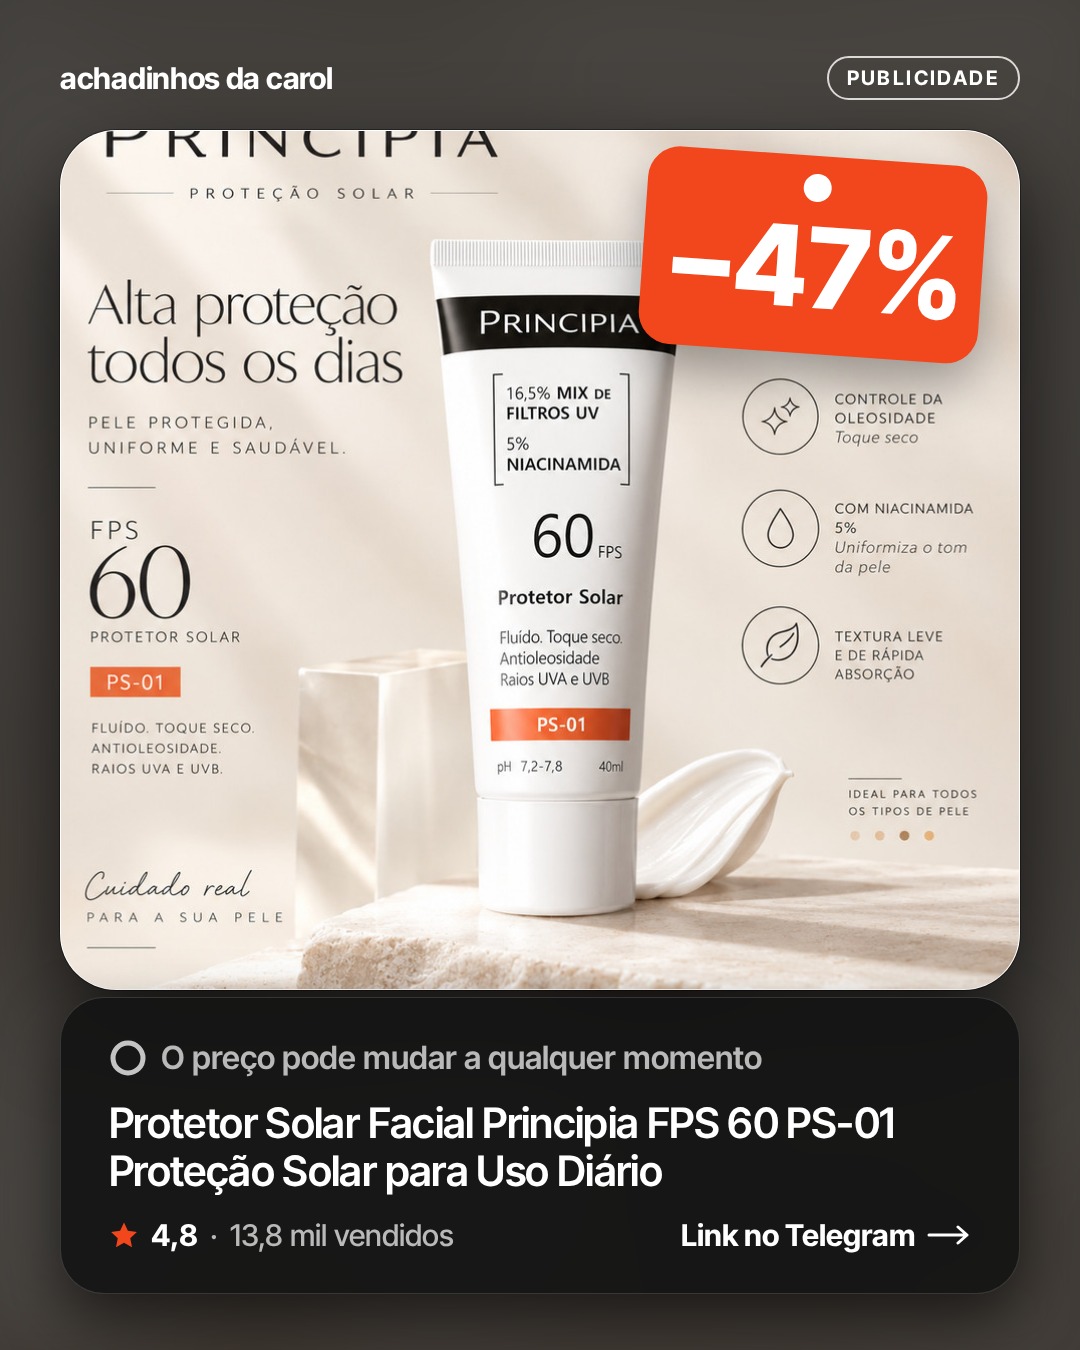 achadinhos da carol
PUBLICIDADE
PRINCIPIA
PROTEÇÃO SOLAR
–47%
Alta proteção
todos os dias
PELE PROTEGIDA,
UNIFORME E SAUDÁVEL.
FPS
60
PROTETOR SOLAR
PS-01
FLUÍDO. TOQUE SECO.
ANTIOLEOSIDADE.
RAIOS UVA E UVB.
Cuidado real
PARA A SUA PELE
PRINCIPIA
16,5% MIX DE
FILTROS UV
5%
NIACINAMIDA
60 FPS
Protetor Solar
Fluído. Toque seco.
Antioleosidade
Raios UVA e UVB
PS-01
pH 7,2-7,8 40ml
CONTROLE DA
OLEOSIDADE
Toque seco
COM NIACINAMIDA
5%
Uniformiza o tom
da pele
TEXTURA LEVE
E DE RÁPIDA
ABSORÇÃO
IDEAL PARA TODOS
OS TIPOS DE PELE
O preço pode mudar a qualquer momento
Protetor Solar Facial Principia FPS 60 PS-01
Proteção Solar para Uso Diário
4,8 · 13,8 mil vendidos
Link no Telegram →